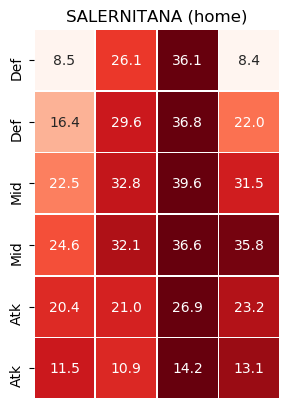 SALERNITANA (home)
Def 8.5 26.1 36.1 8.4
Def 16.4 29.6 36.8 22.0
Mid 22.5 32.8 39.6 31.5
Mid 24.6 32.1 36.6 35.8
Atk 20.4 21.0 26.9 23.2
Atk 11.5 10.9 14.2 13.1